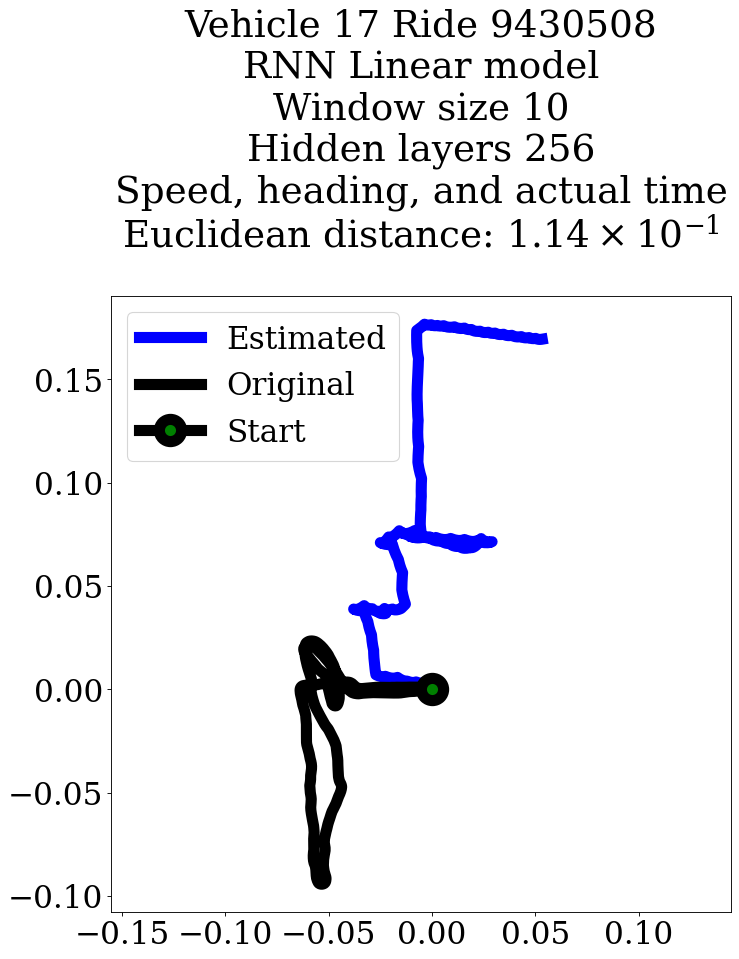 Vehicle 17 Ride 9430508
RNN Linear model
Window size 10
Hidden layers 256
Speed, heading, and actual time
Euclidean distance: 1.14 × 10⁻¹
Estimated
Original
Start
0.15
0.10
0.05
0.00
−0.05
−0.10
−0.15 −0.10 −0.05 0.00 0.05 0.10